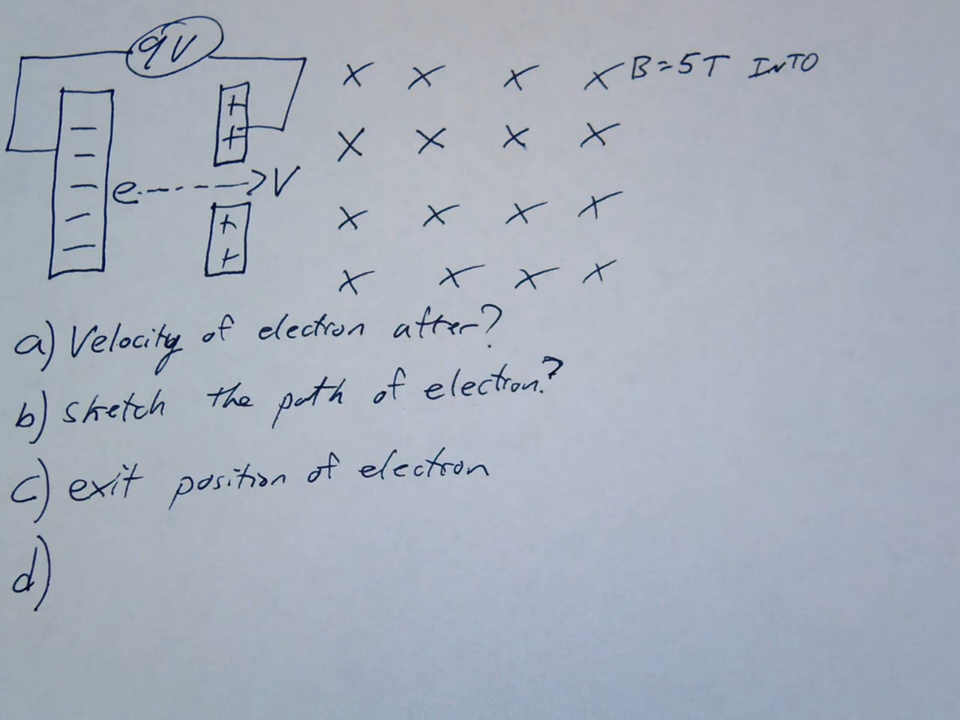 9V
B=5T INTO
x x x x
x x x x
x x x x
x x x x
- + 
- +
- e ----> V
- +
- +
a) Velocity of electron after?
b) sketch the path of electron?
c) exit position of electron
d)